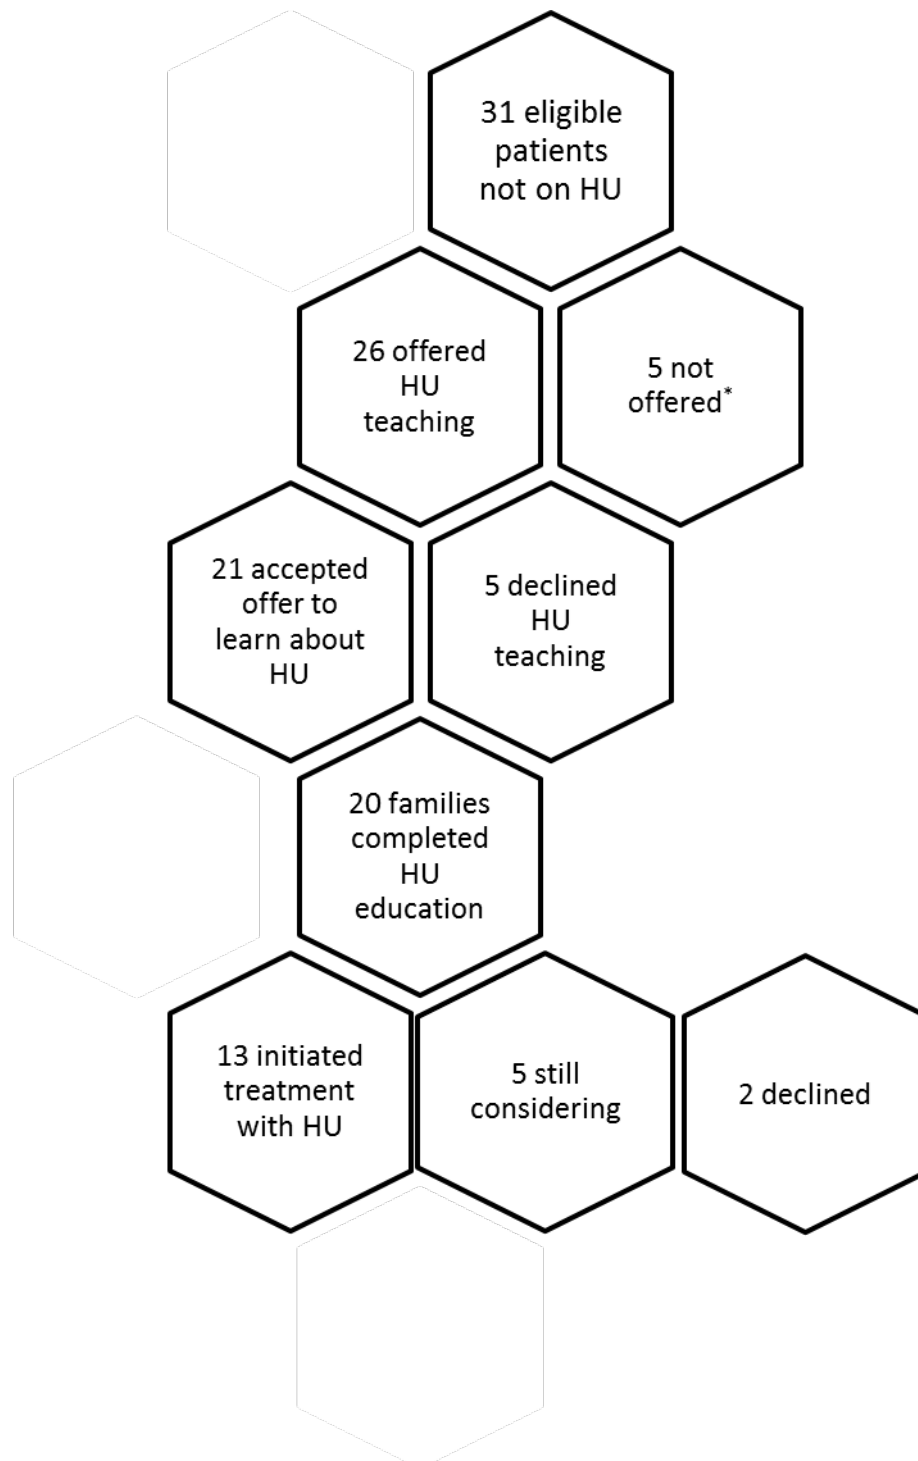 31 eligible
patients
not on HU
26 offered
HU
teaching
5 not
offered*
21 accepted
offer to
learn about
HU
5 declined
HU
teaching
20 families
completed
HU
education
13 initiated
treatment
with HU
5 still
considering
2 declined